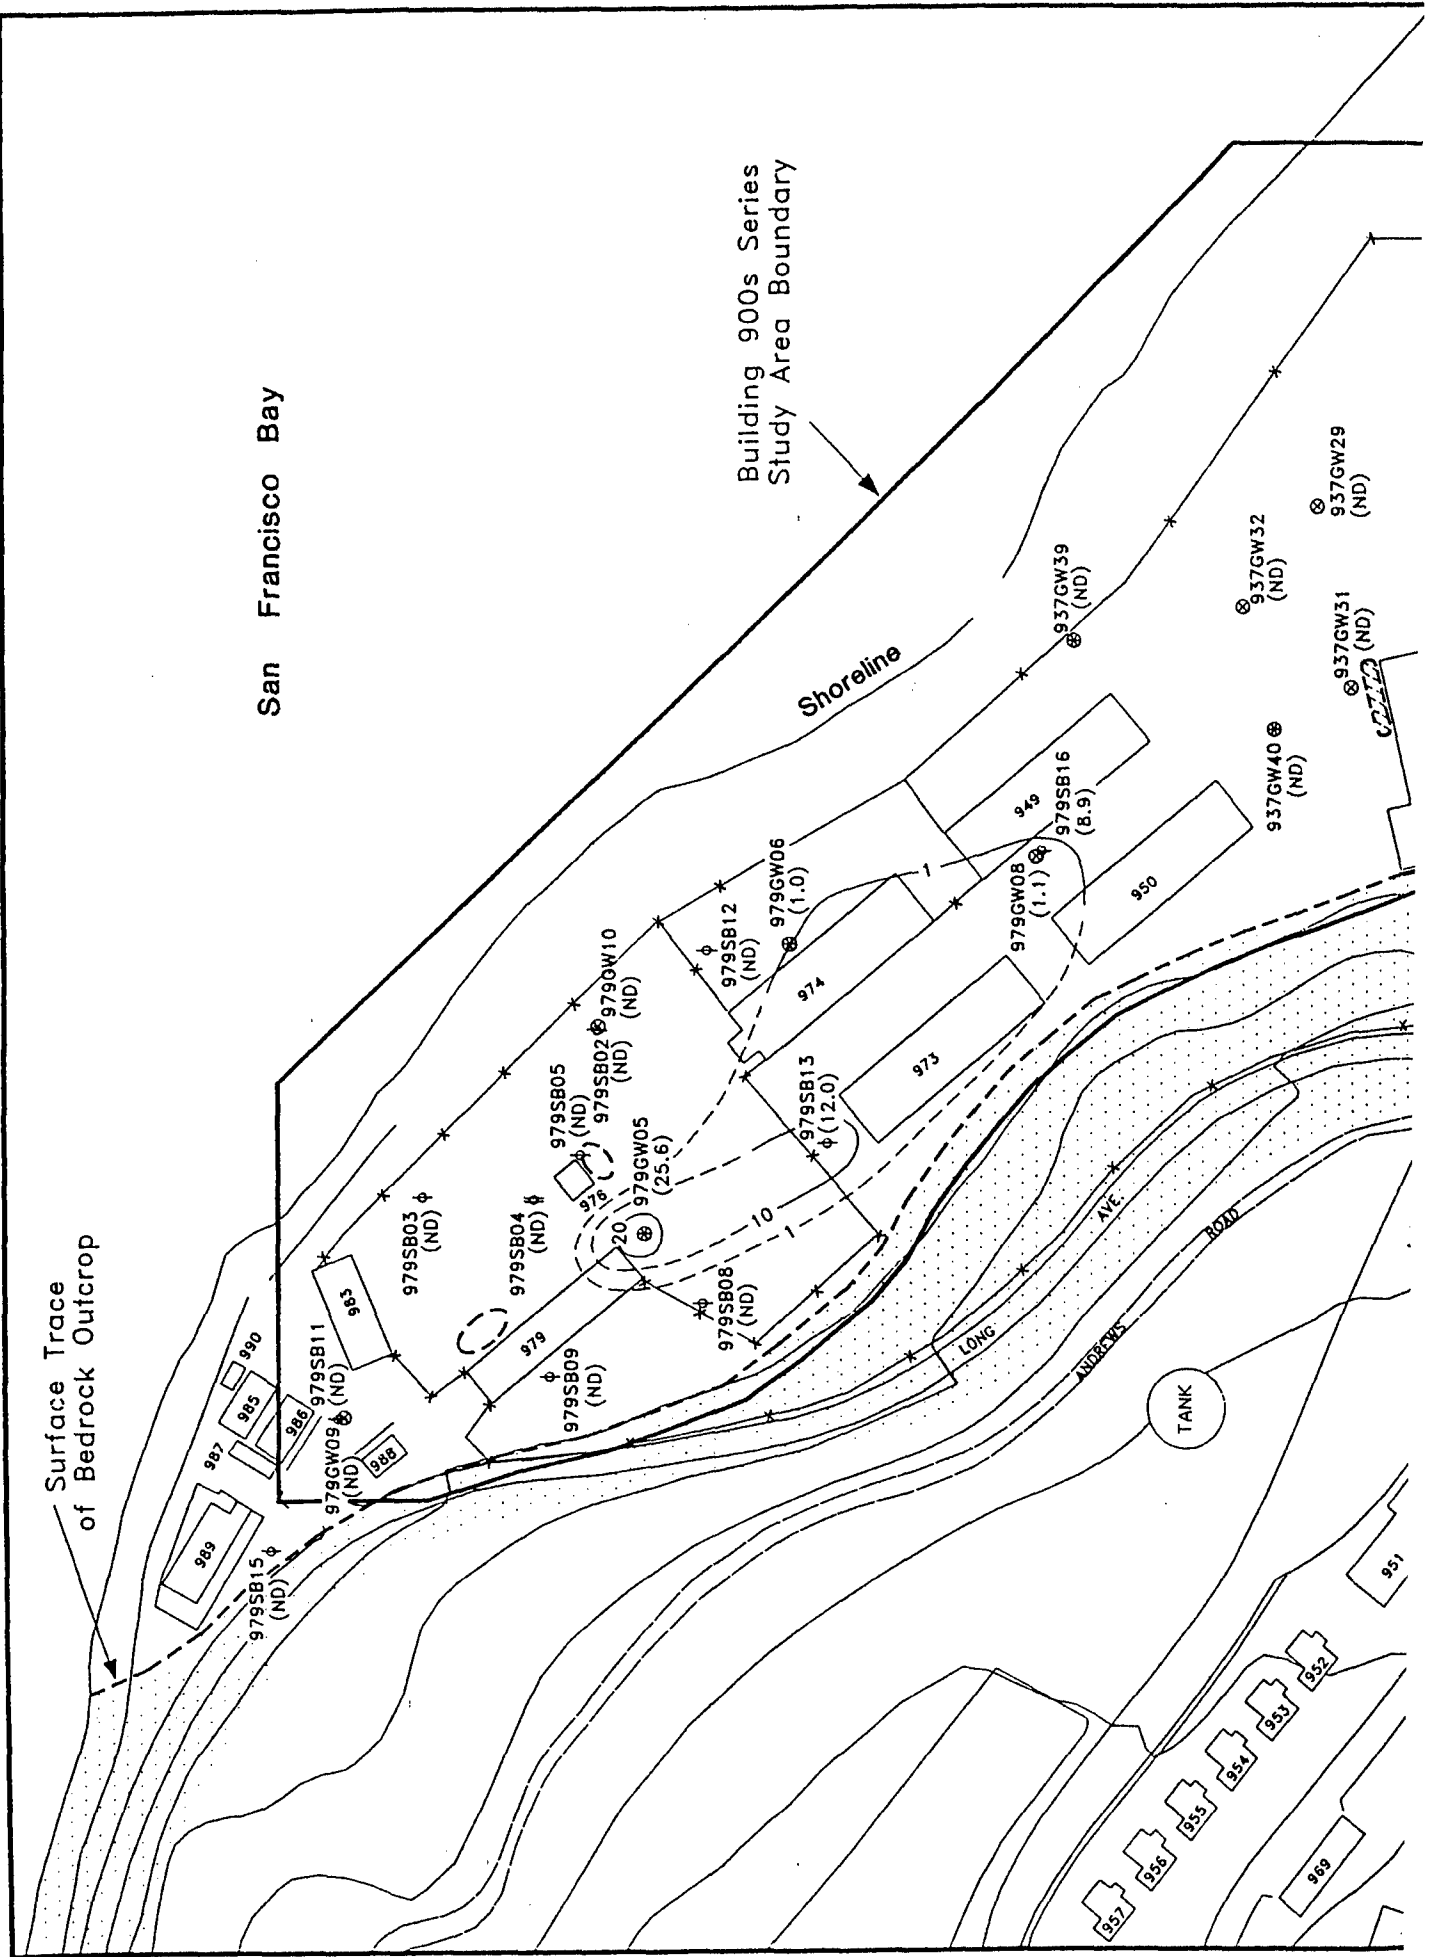 Surface Trace
of Bedrock Outcrop
San Francisco Bay
Building 900s Series
Study Area Boundary
Shoreline
990
985
986
987
988
989
979SB15
(ND)
979SB11
(ND)
979GW09
(ND)
983
979SB03
(ND)
979SB04
(ND)
979
979SB09
(ND)
979SB08
(ND)
976
979SB05
(ND)
979SB02
(ND)
979GW10
(ND)
979GW05
(25.6)
20
10
1
979SB12
(ND)
979GW06
(1.0)
974
973
979SB13
(12.0)
1
979GW08
(1.1)
979SB16
(8.9)
949
950
937GW39
(ND)
937GW40
(ND)
937GW32
(ND)
937GW31
(ND)
937GW29
(ND)
LONG
AVE.
ANDREWS
ROAD
TANK
951
952
953
954
955
956
957
969